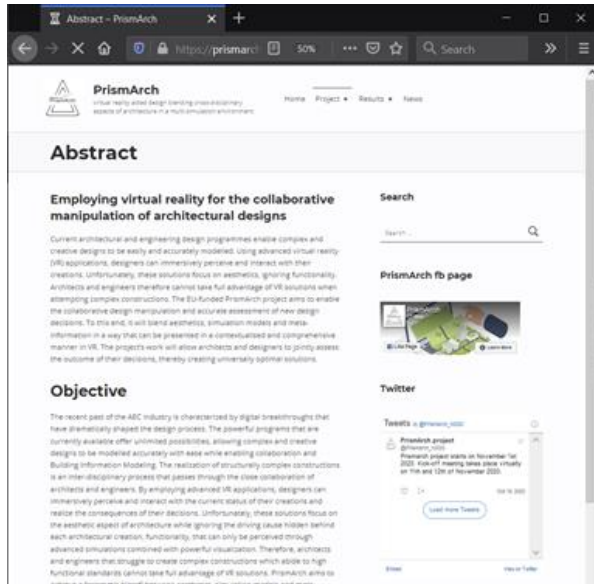 Abstract – PrismArch
https://prismarch
50%
Search
PrismArch
virtual reality aided design blending cross-disciplinary
aspects of architecture in a multi-simulation environment
Home Project Results News
Abstract
Employing virtual reality for the collaborative
manipulation of architectural designs
Current architectural and engineering design programmes enable complex and
creative designs to be easily and accurately modelled. Using advanced virtual reality
(VR) applications, designers can immersively perceive and interact with their
creations. Unfortunately, these solutions focus on aesthetics, ignoring functionality.
Architects and engineers therefore cannot take full advantage of VR solutions when
attempting complex constructions. The EU-funded PrismArch project aims to enable
the collaborative design manipulation and accurate assessment of new design
decisions. To this end, it will blend aesthetics, simulation models and meta-
information in a way that can be presented in a contextualised and comprehensive
manner in VR. The project's work will allow architects and designers to jointly assess
the outcome of their decisions, thereby creating universally optimal solutions.
Objective
The recent past of the AEC industry is characterized by digital breakthroughs that
have dramatically shaped the design process. The powerful programs that are
currently available offer unlimited possibilities, allowing complex and creative
designs to be modelled accurately with ease while enabling collaboration and
Building Information Modeling. The realization of structurally complex constructions
is an inter-disciplinary process that passes through the close collaboration of
architects and engineers. By employing advanced VR applications, designers can
immersively perceive and interact with the current status of their creations and
realize the consequences of their decisions. Unfortunately, these solutions focus on
the aesthetic aspect of architecture while ignoring the driving cause hidden behind
each architectural creation, functionality, that can only be perceived through
advanced simulations combined with powerful visualization. Therefore, architects
and engineers that struggle to create complex constructions which abide to high
functional standards cannot take full advantage of VR solutions. PrismArch aims to
Search
Search …
PrismArch fb page
PrismArch
Like Page
Learn More
Twitter
Tweets
PrismArch project
Prismarch project starts on November 1st
2020. Kick-off meeting takes place virtually
on 11th and 12th of November 2020.
Load more Tweets
Embed
View on Twitter